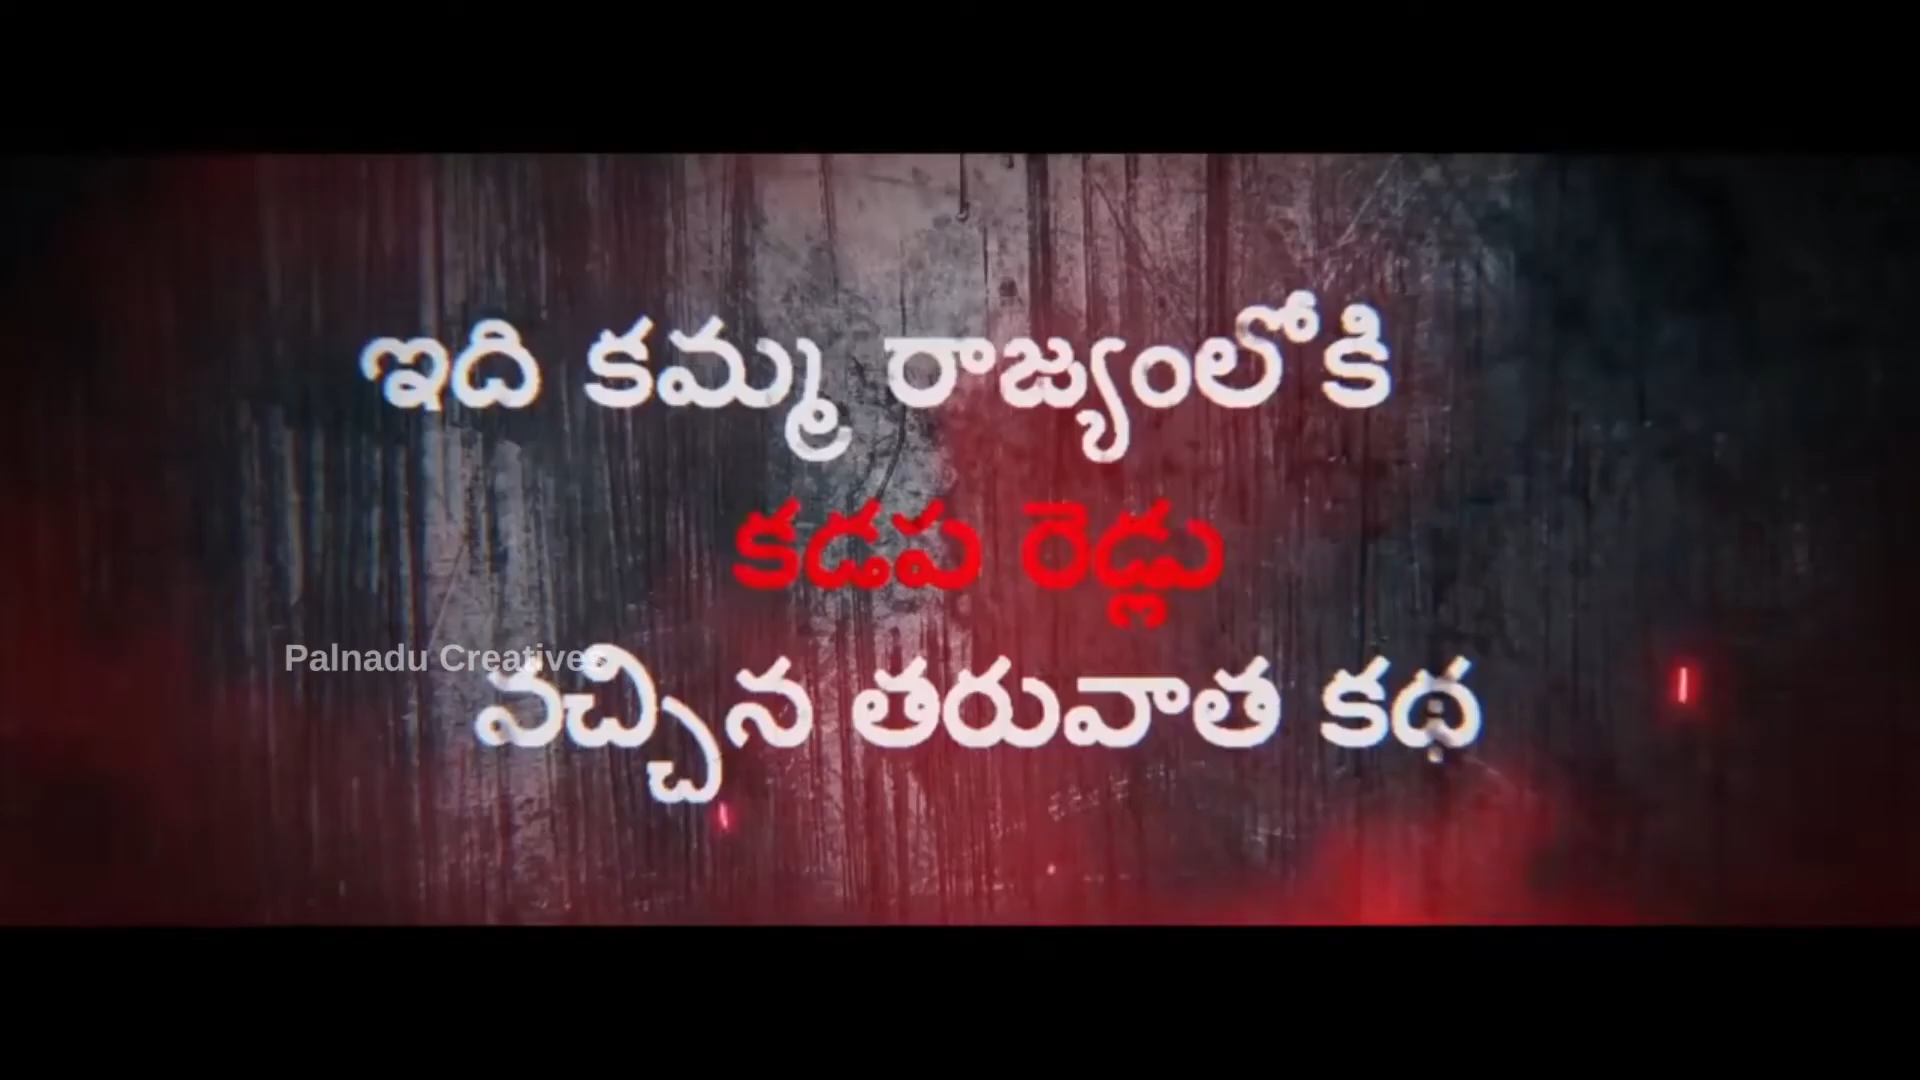 ఇది కమ్మ రాజ్యంలోకి
కడప రెడ్లు
Palnadu Creatives
వచ్చిన తరువాత కథ